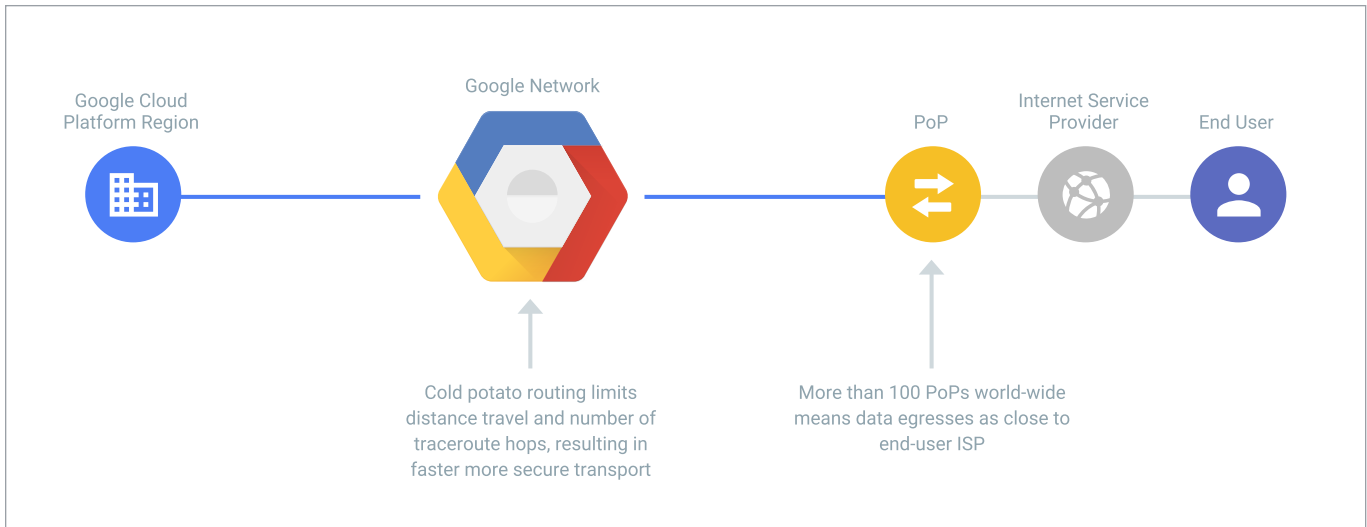 Google Cloud
Platform Region
Google Network
PoP
Internet Service
Provider
End User
Cold potato routing limits
distance travel and number of
traceroute hops, resulting in
faster more secure transport
More than 100 PoPs world-wide
means data egresses as close to
end-user ISP